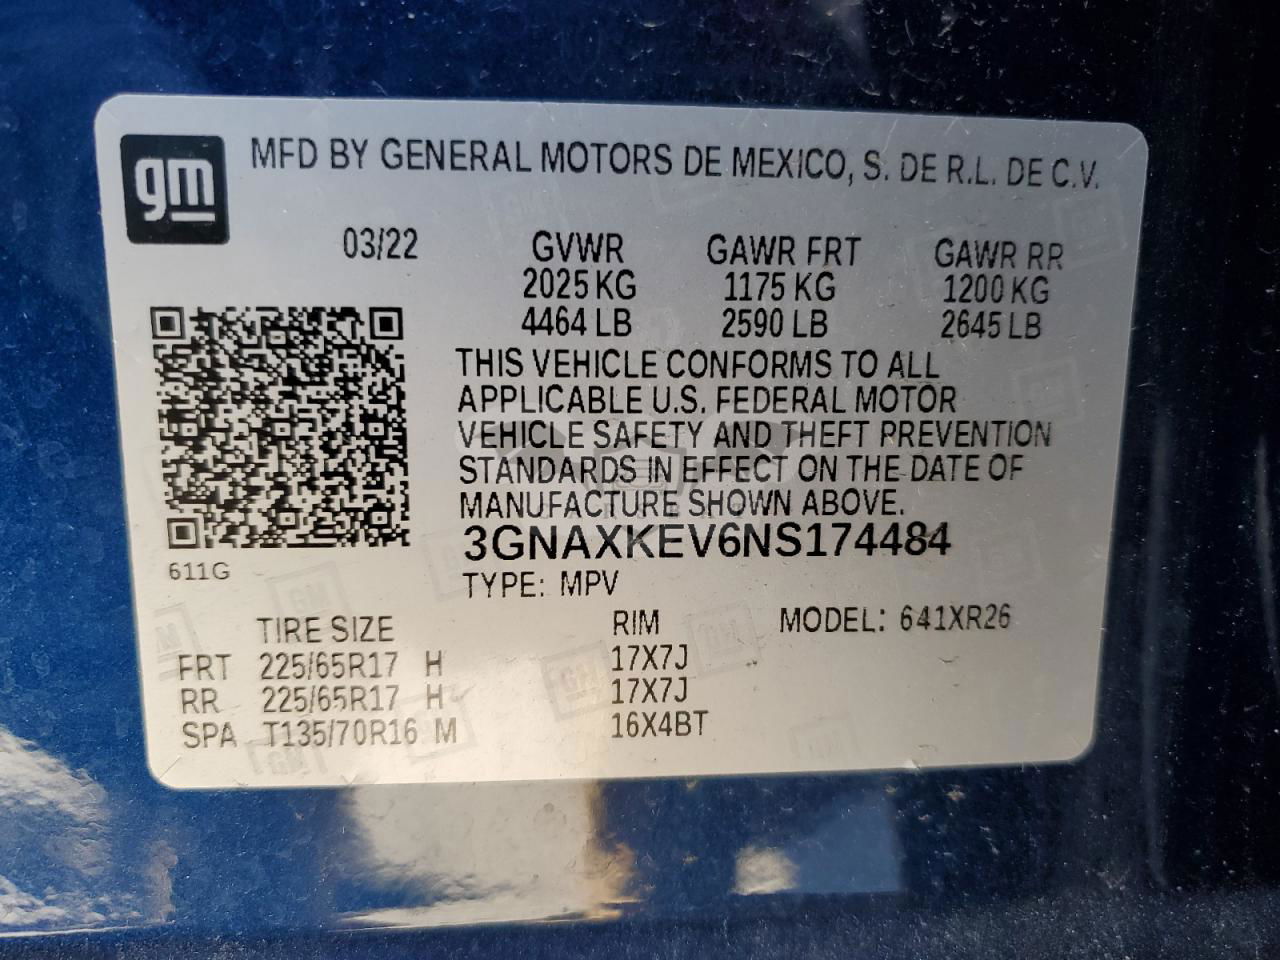 gm
MFD BY GENERAL MOTORS DE MEXICO, S. DE R.L. DE C.V.
03/22 GVWR GAWR FRT GAWR RR
2025 KG 1175 KG 1200 KG
4464 LB 2590 LB 2645 LB
THIS VEHICLE CONFORMS TO ALL
APPLICABLE U.S. FEDERAL MOTOR
VEHICLE SAFETY AND THEFT PREVENTION
STANDARDS IN EFFECT ON THE DATE OF
MANUFACTURE SHOWN ABOVE.
3GNAXKEV6NS174484
611G
TYPE: MPV
TIRE SIZE RIM MODEL: 641XR26
FRT 225/65R17 H 17X7J
RR 225/65R17 H 17X7J
SPA T135/70R16 M 16X4BT